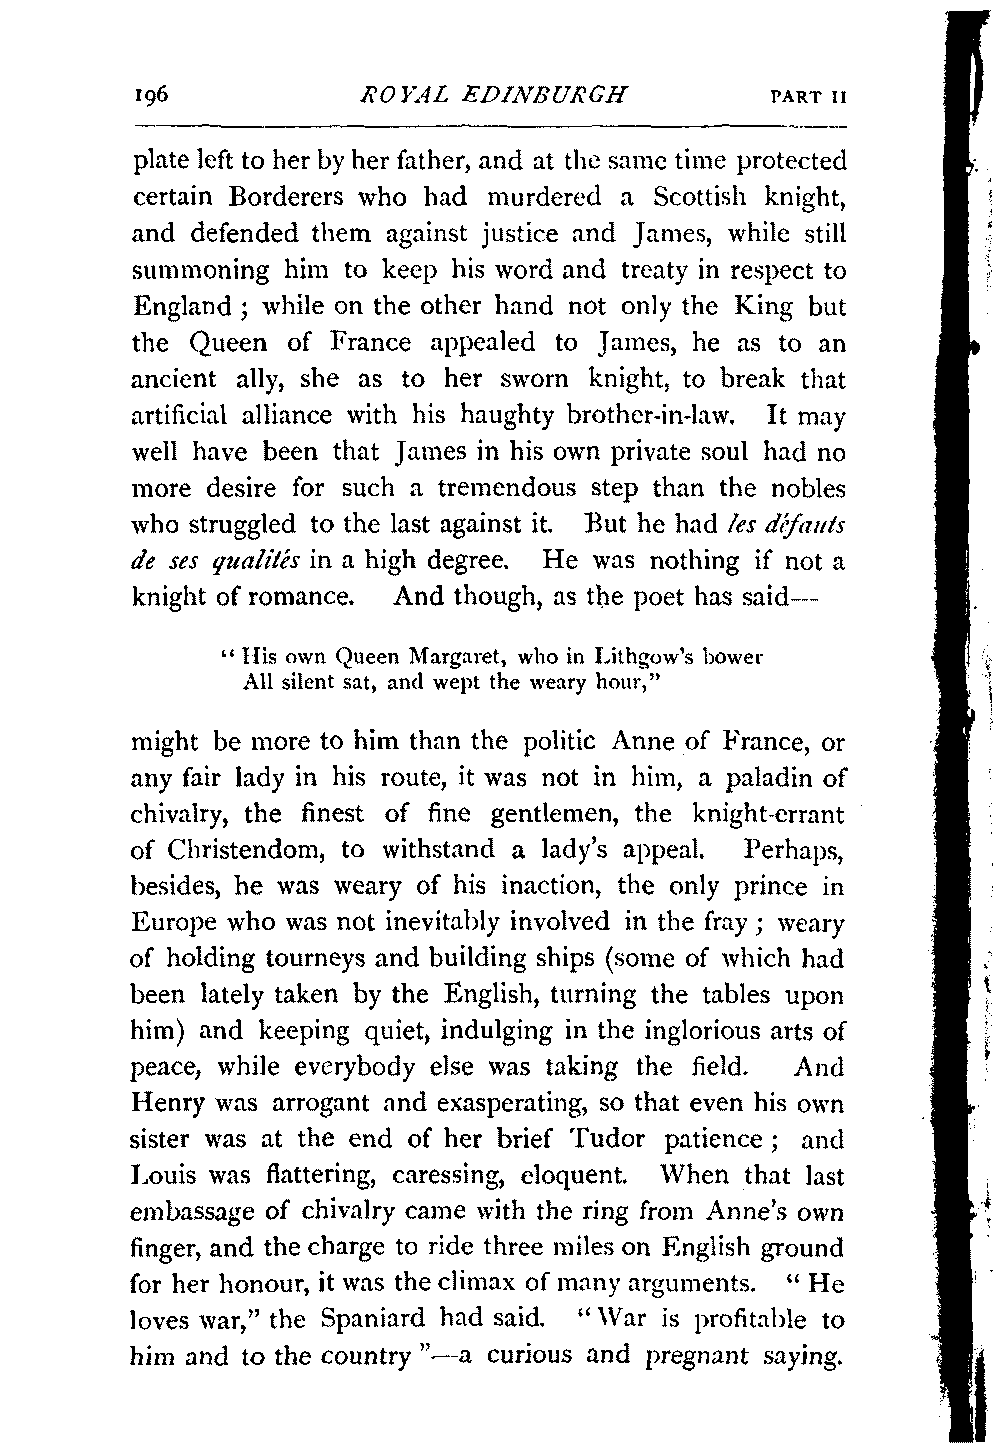 196 ROYAL EDINBURGH PART II
plate left to her by her father, and at the same time protected
certain Borderers who had murdered a Scottish knight,
and defended them against justice and James, while still
summoning him to keep his word and treaty in respect to
England ; while on the other hand not only the King but
the Queen of France appealed to James, he as to an
ancient ally, she as to her sworn knight, to break that
artificial alliance with his haughty brother-in-law. It may
well have been that James in his own private soul had no
more desire for such a tremendous step than the nobles
who struggled to the last against it. But he had les défauts
de ses qualités in a high degree. He was nothing if not a
knight of romance. And though, as the poet has said—
“ His own Queen Margaret, who in Lithgow's bower
All silent sat, and wept the weary hour,”
might be more to him than the politic Anne of France, or
any fair lady in his route, it was not in him, a paladin of
chivalry, the finest of fine gentlemen, the knight-errant
of Christendom, to withstand a lady's appeal. Perhaps,
besides, he was weary of his inaction, the only prince in
Europe who was not inevitably involved in the fray ; weary
of holding tourneys and building ships (some of which had
been lately taken by the English, turning the tables upon
him) and keeping quiet, indulging in the inglorious arts of
peace, while everybody else was taking the field. And
Henry was arrogant and exasperating, so that even his own
sister was at the end of her brief Tudor patience ; and
Louis was flattering, caressing, eloquent. When that last
embassage of chivalry came with the ring from Anne's own
finger, and the charge to ride three miles on English ground
for her honour, it was the climax of many arguments. “ He
loves war,” the Spaniard had said. “ War is profitable to
him and to the country ”—a curious and pregnant saying.